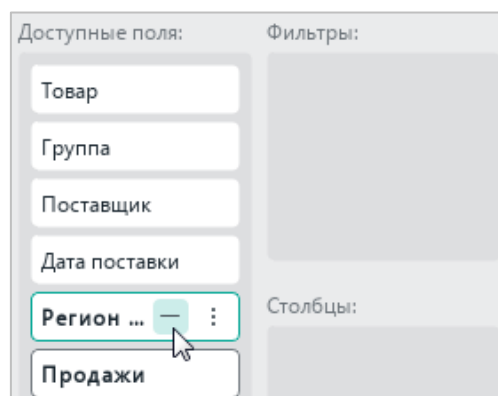 Доступные поля:
Фильтры:
Товар
Группа
Поставщик
Дата поставки
Регион ...
Столбцы:
Продажи